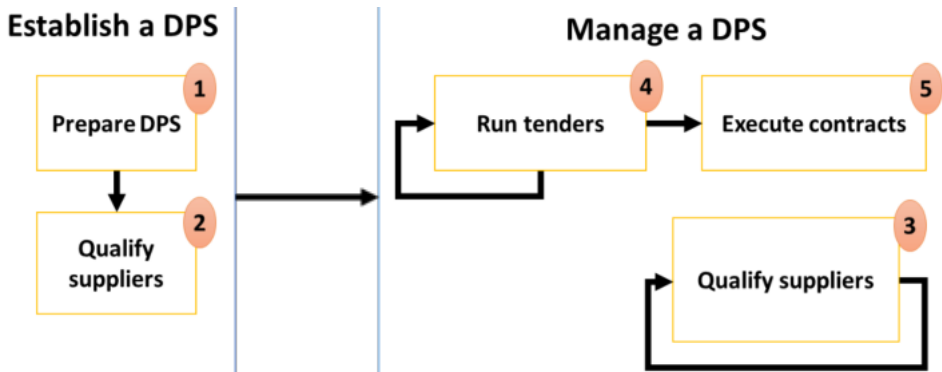 Establish a DPS
1
Prepare DPS
2
Qualify
suppliers
Manage a DPS
4
Run tenders
5
Execute contracts
3
Qualify suppliers